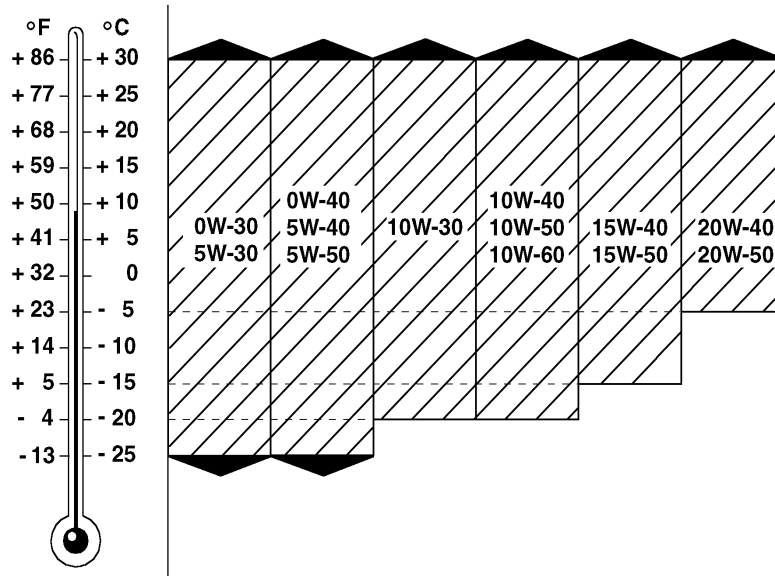 °F °C
+ 86 + 30
+ 77 + 25
+ 68 + 20
+ 59 + 15
+ 50 + 10
+ 41 + 5
+ 32 0
+ 23 - 5
+ 14 - 10
+ 5 - 15
- 4 - 20
- 13 - 25
0W-30
5W-30
0W-40
5W-40
5W-50
10W-30
10W-40
10W-50
10W-60
15W-40
15W-50
20W-40
20W-50